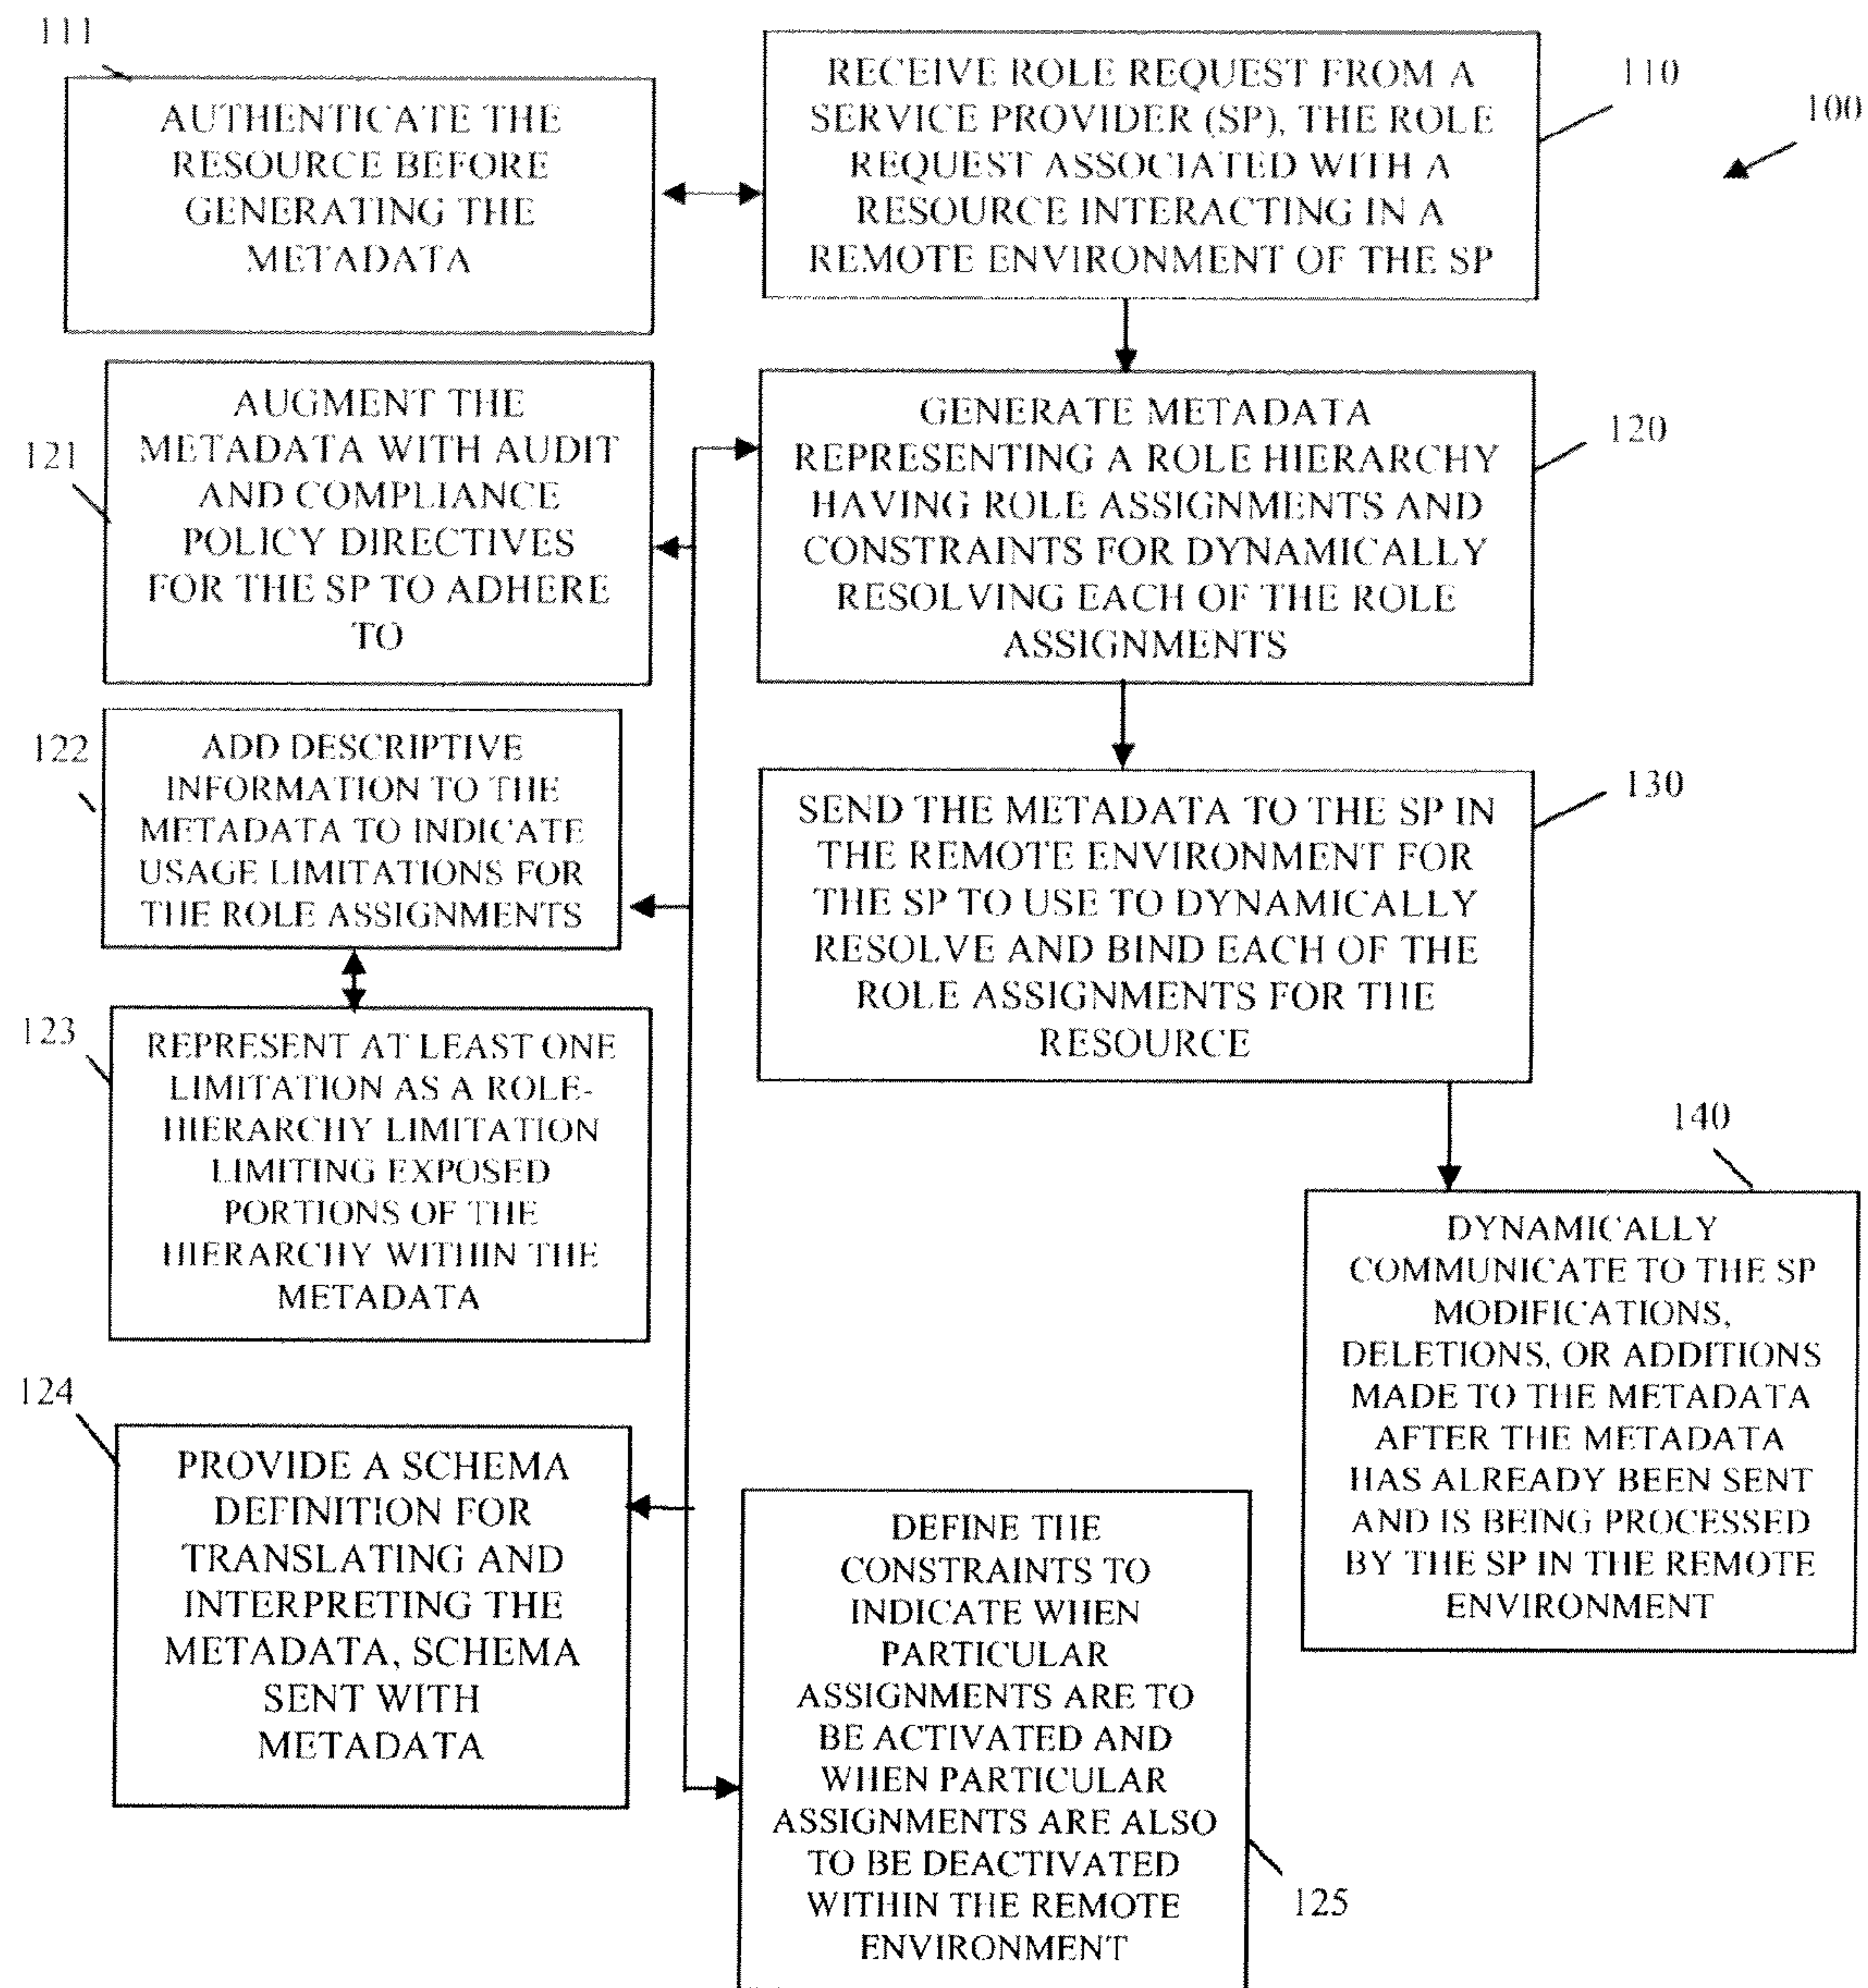 111
AUTHENTICATE THE
RESOURCE BEFORE
GENERATING THE
METADATA
RECEIVE ROLE REQUEST FROM A
SERVICE PROVIDER (SP), THE ROLE
REQUEST ASSOCIATED WITH A
RESOURCE INTERACTING IN A
REMOTE ENVIRONMENT OF THE SP
110
100
121
AUGMENT THE
METADATA WITH AUDIT
AND COMPLIANCE
POLICY DIRECTIVES
FOR THE SP TO ADHERE
TO
GENERATE METADATA
REPRESENTING A ROLE HIERARCHY
HAVING ROLE ASSIGNMENTS AND
CONSTRAINTS FOR DYNAMICALLY
RESOLVING EACH OF THE ROLE
ASSIGNMENTS
120
122
ADD DESCRIPTIVE
INFORMATION TO THE
METADATA TO INDICATE
USAGE LIMITATIONS FOR
THE ROLE ASSIGNMENTS
SEND THE METADATA TO THE SP IN
THE REMOTE ENVIRONMENT FOR
THE SP TO USE TO DYNAMICALLY
RESOLVE AND BIND EACH OF THE
ROLE ASSIGNMENTS FOR THE
RESOURCE
130
123
REPRESENT AT LEAST ONE
LIMITATION AS A ROLE-
HIERARCHY LIMITATION
LIMITING EXPOSED
PORTIONS OF THE
HIERARCHY WITHIN THE
METADATA
140
DYNAMICALLY
COMMUNICATE TO THE SP
MODIFICATIONS,
DELETIONS, OR ADDITIONS
MADE TO THE METADATA
AFTER THE METADATA
HAS ALREADY BEEN SENT
AND IS BEING PROCESSED
BY THE SP IN THE REMOTE
ENVIRONMENT
124
PROVIDE A SCHEMA
DEFINITION FOR
TRANSLATING AND
INTERPRETING THE
METADATA, SCHEMA
SENT WITH
METADATA
DEFINE THE
CONSTRAINTS TO
INDICATE WHEN
PARTICULAR
ASSIGNMENTS ARE TO
BE ACTIVATED AND
WHEN PARTICULAR
ASSIGNMENTS ARE ALSO
TO BE DEACTIVATED
WITHIN THE REMOTE
ENVIRONMENT
125